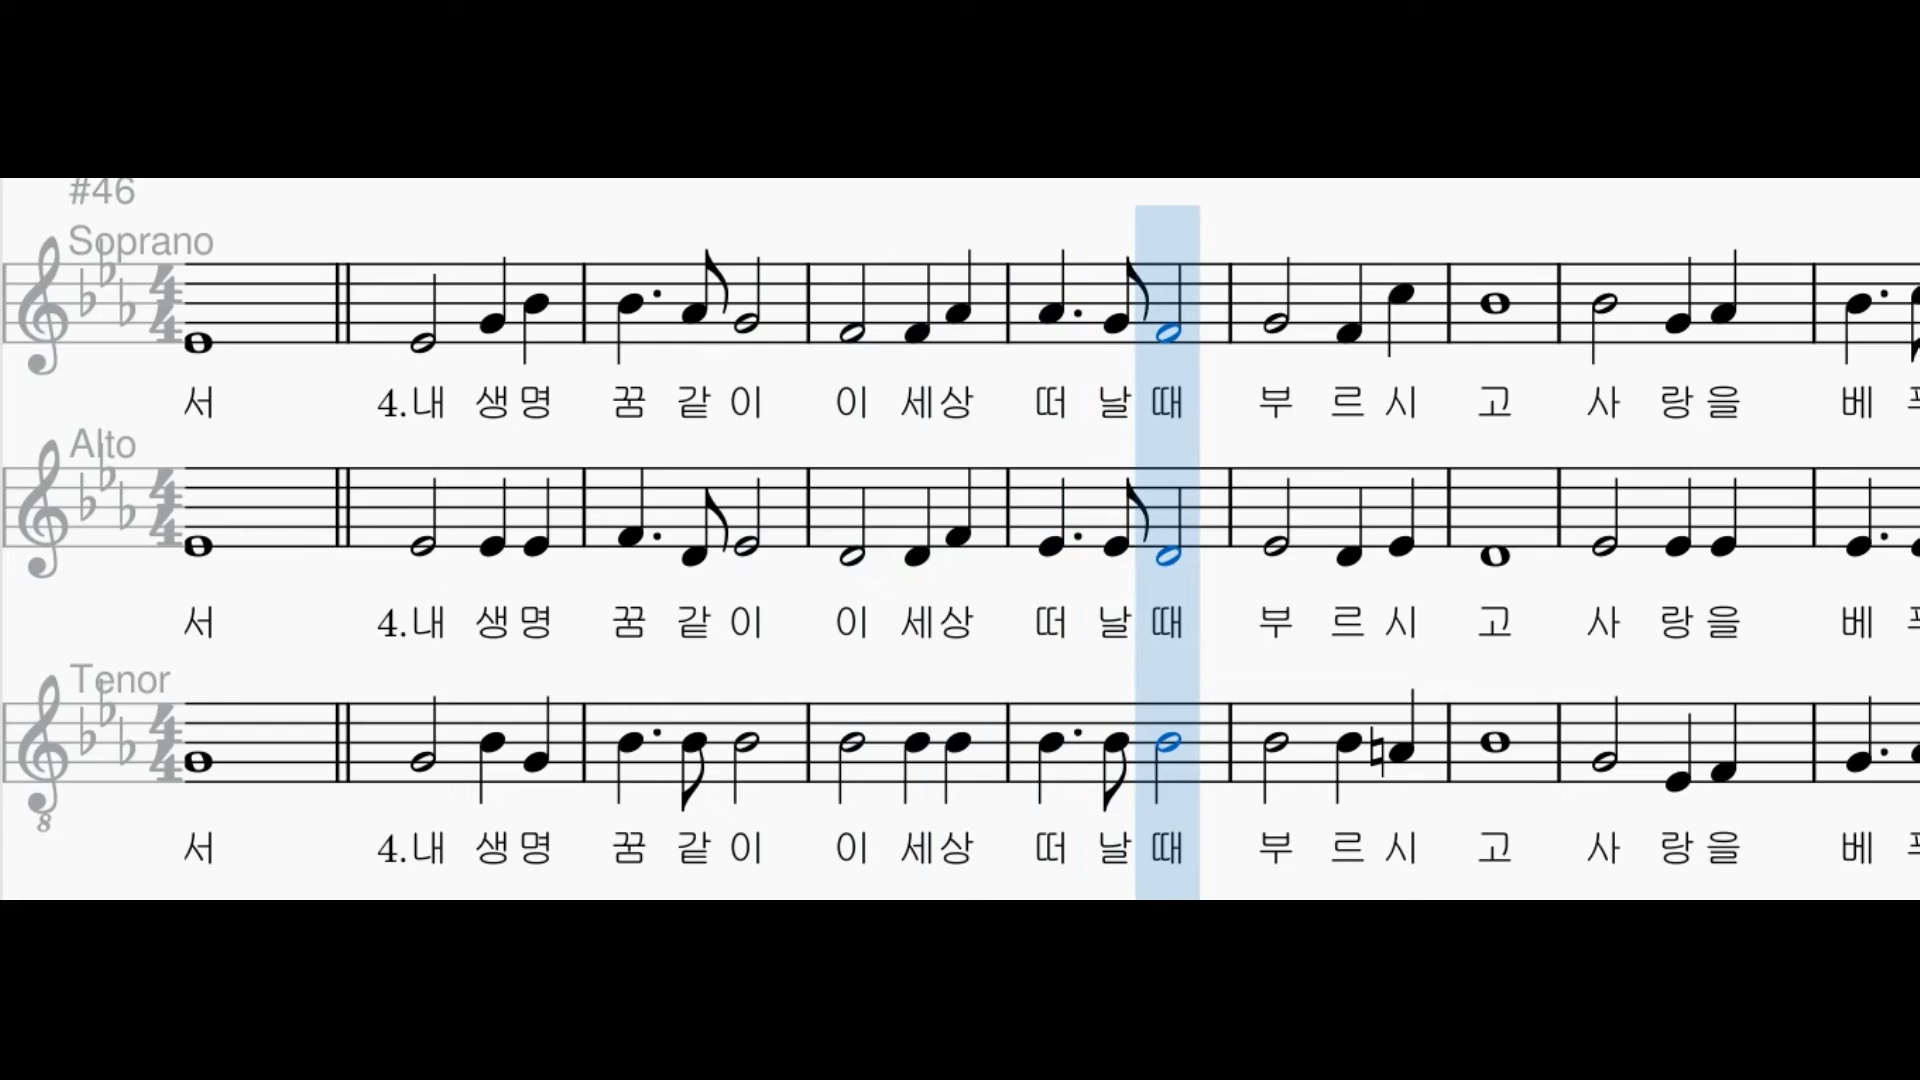 #46
Soprano
서 4.내 생명 꿈 같이 이 세상 떠 날 때 부 르 시 고 사 랑을 베
Alto
서 4.내 생명 꿈 같이 이 세상 떠 날 때 부 르 시 고 사 랑을 베
Tenor
서 4.내 생명 꿈 같이 이 세상 떠 날 때 부 르 시 고 사 랑을 베